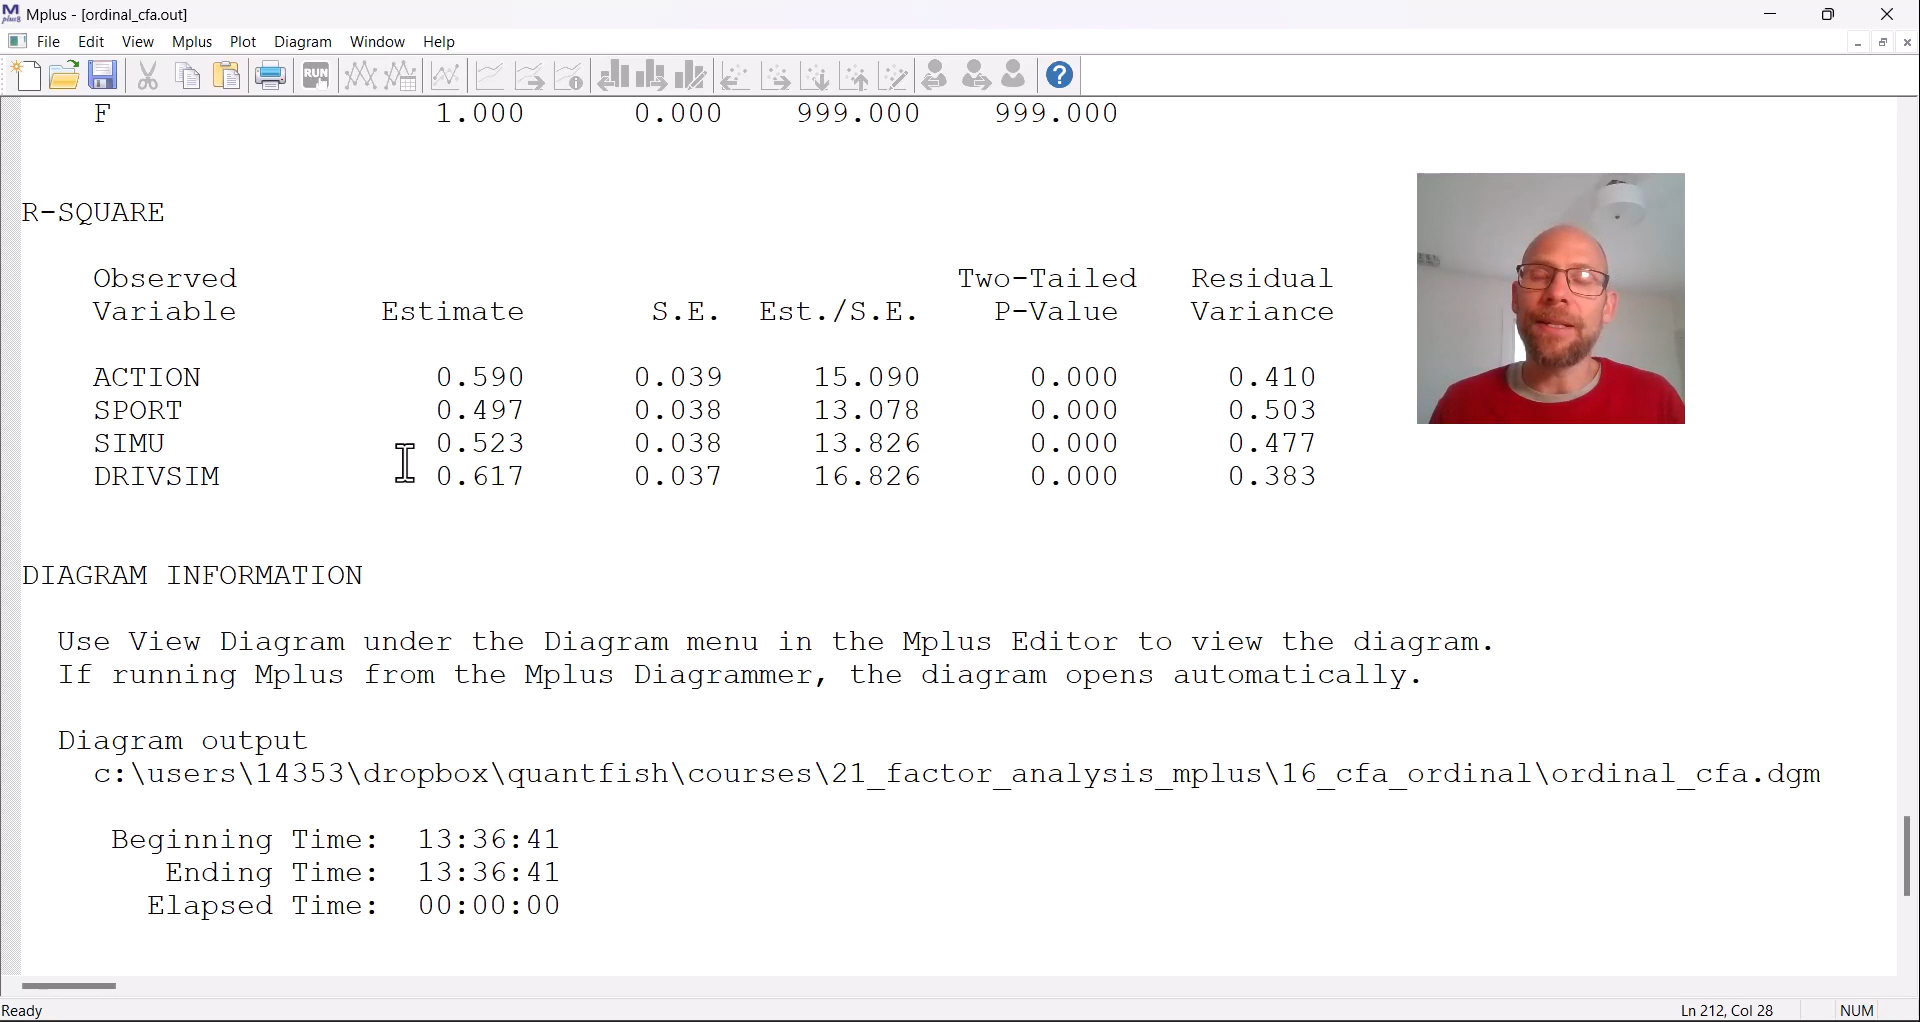 Mplus - [ordinal_cfa.out]
File Edit View Mplus Plot Diagram Window Help
RUN
F 1.000 0.000 999.000 999.000
R-SQUARE
Observed Two-Tailed Residual
Variable Estimate S.E. Est./S.E. P-Value Variance
ACTION 0.590 0.039 15.090 0.000 0.410
SPORT 0.497 0.038 13.078 0.000 0.503
SIMU 0.523 0.038 13.826 0.000 0.477
DRIVSIM 0.617 0.037 16.826 0.000 0.383
DIAGRAM INFORMATION
Use View Diagram under the Diagram menu in the Mplus Editor to view the diagram.
If running Mplus from the Mplus Diagrammer, the diagram opens automatically.
Diagram output
c:\users\14353\dropbox\quantfish\courses\21_factor_analysis_mplus\16_cfa_ordinal\ordinal_cfa.dgm
Beginning Time: 13:36:41
Ending Time: 13:36:41
Elapsed Time: 00:00:00
Ready Ln 212, Col 28 NUM